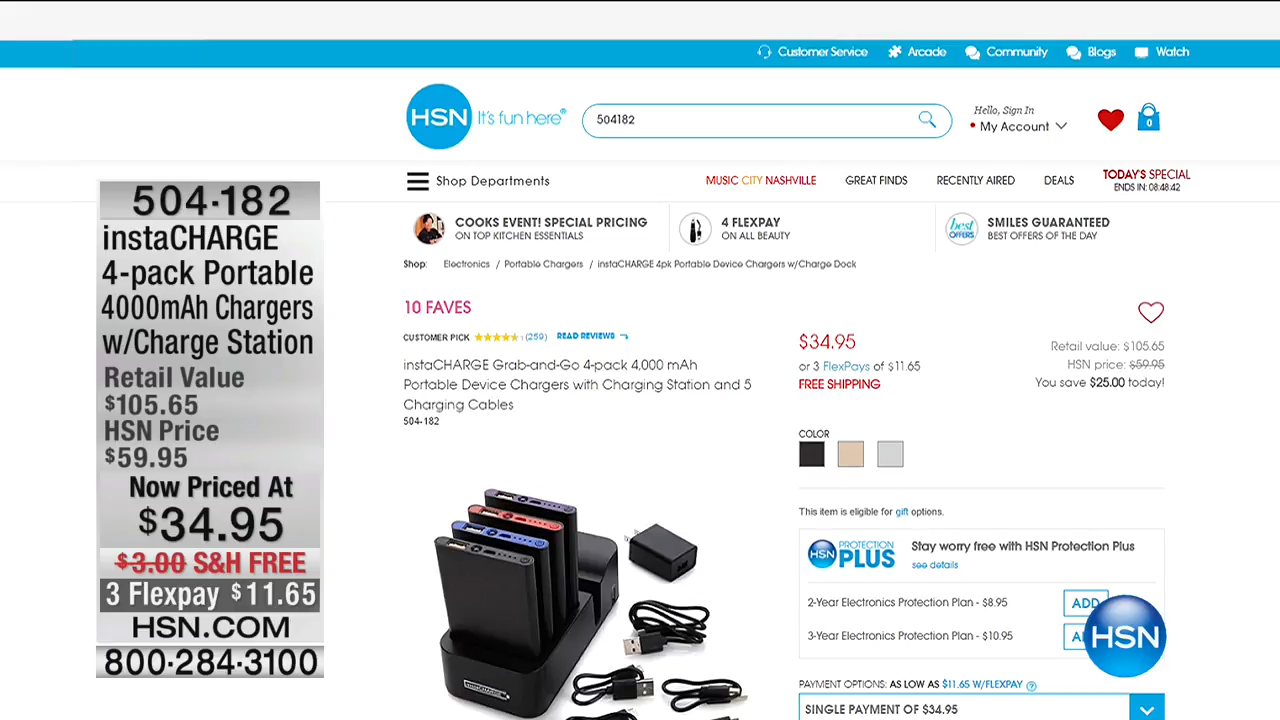 Customer Service Arcade Community Blogs Watch
HSN It's fun here®
504182
Hello, Sign In
My Account
0
Shop Departments
MUSIC CITY NASHVILLE
GREAT FINDS
RECENTLY AIRED
DEALS
TODAY'S SPECIAL
ENDS IN: 08:48:42
COOKS EVENT! SPECIAL PRICING
ON TOP KITCHEN ESSENTIALS
4 FLEXPAY
ON ALL BEAUTY
best
OFFERS
SMILES GUARANTEED
BEST OFFERS OF THE DAY
504-182
instaCHARGE
4-pack Portable
4000mAh Chargers
w/Charge Station
Retail Value
$105.65
HSN Price
$59.95
Now Priced At
$34.95
$3.00 S&H FREE
3 Flexpay $11.65
HSN.COM
800-284-3100
Shop: Electronics / Portable Chargers / instaCHARGE 4pk Portable Device Chargers w/Charge Dock
10 FAVES
CUSTOMER PICK (259) READ REVIEWS
instaCHARGE Grab-and-Go 4-pack 4,000 mAh
Portable Device Chargers with Charging Station and 5
Charging Cables
504-182
$34.95
or 3 FlexPays of $11.65
FREE SHIPPING
Retail value: $105.65
HSN price: $59.95
You save $25.00 today!
COLOR
This item is eligible for gift options.
HSN PROTECTION
PLUS
Stay worry free with HSN Protection Plus
see details
2-Year Electronics Protection Plan - $8.95
ADD
3-Year Electronics Protection Plan - $10.95
HSN
PAYMENT OPTIONS: AS LOW AS $11.65 W/FLEXPAY ?
SINGLE PAYMENT OF $34.95